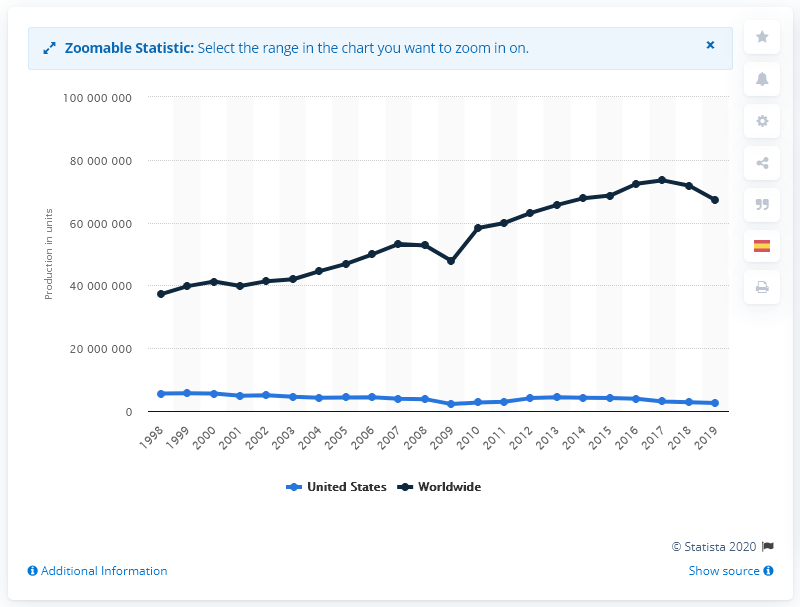 Zoomable Statistic: Select the range in the chart you want to zoom in on.
100 000 000
80 000 000
60 000 000
40 000 000
20 000 000
0
Production in units
1998 1999 2000 2001 2002 2003 2004 2005 2006 2007 2008 2009 2010 2011 2012 2013 2014 2015 2016 2017 2018 2019
United States Worldwide
© Statista 2020
Additional Information Show source